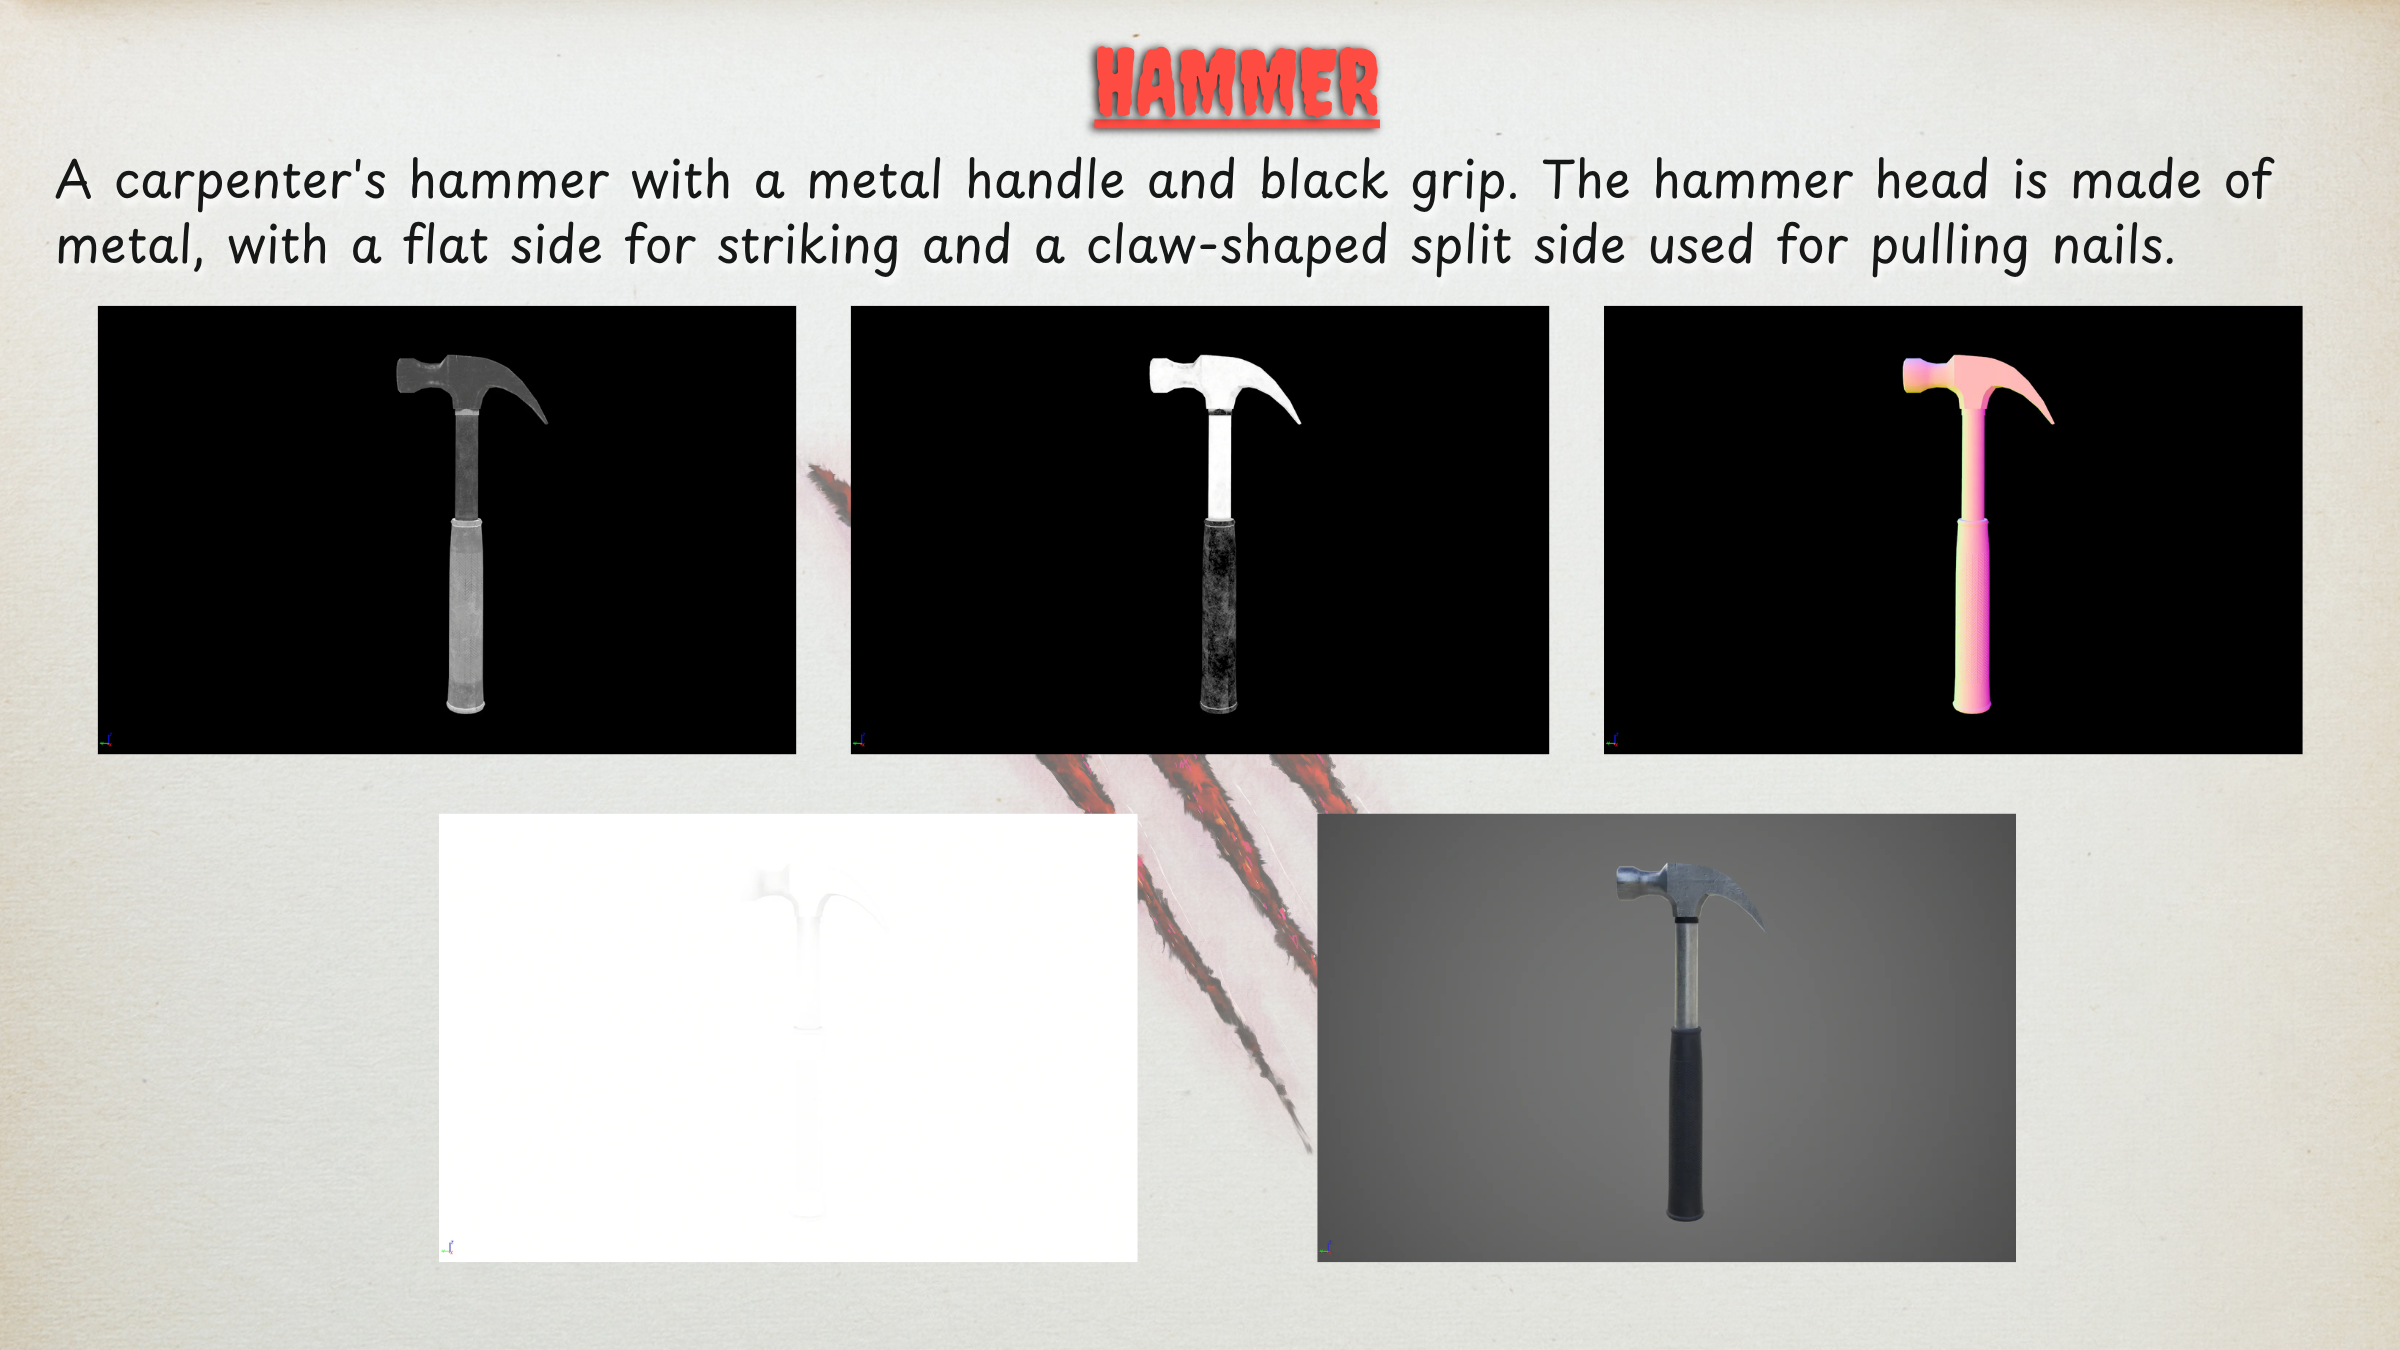 HAMMER
A carpenter's hammer with a metal handle and black grip. The hammer head is made of
metal, with a flat side for striking and a claw-shaped split side used for pulling nails.